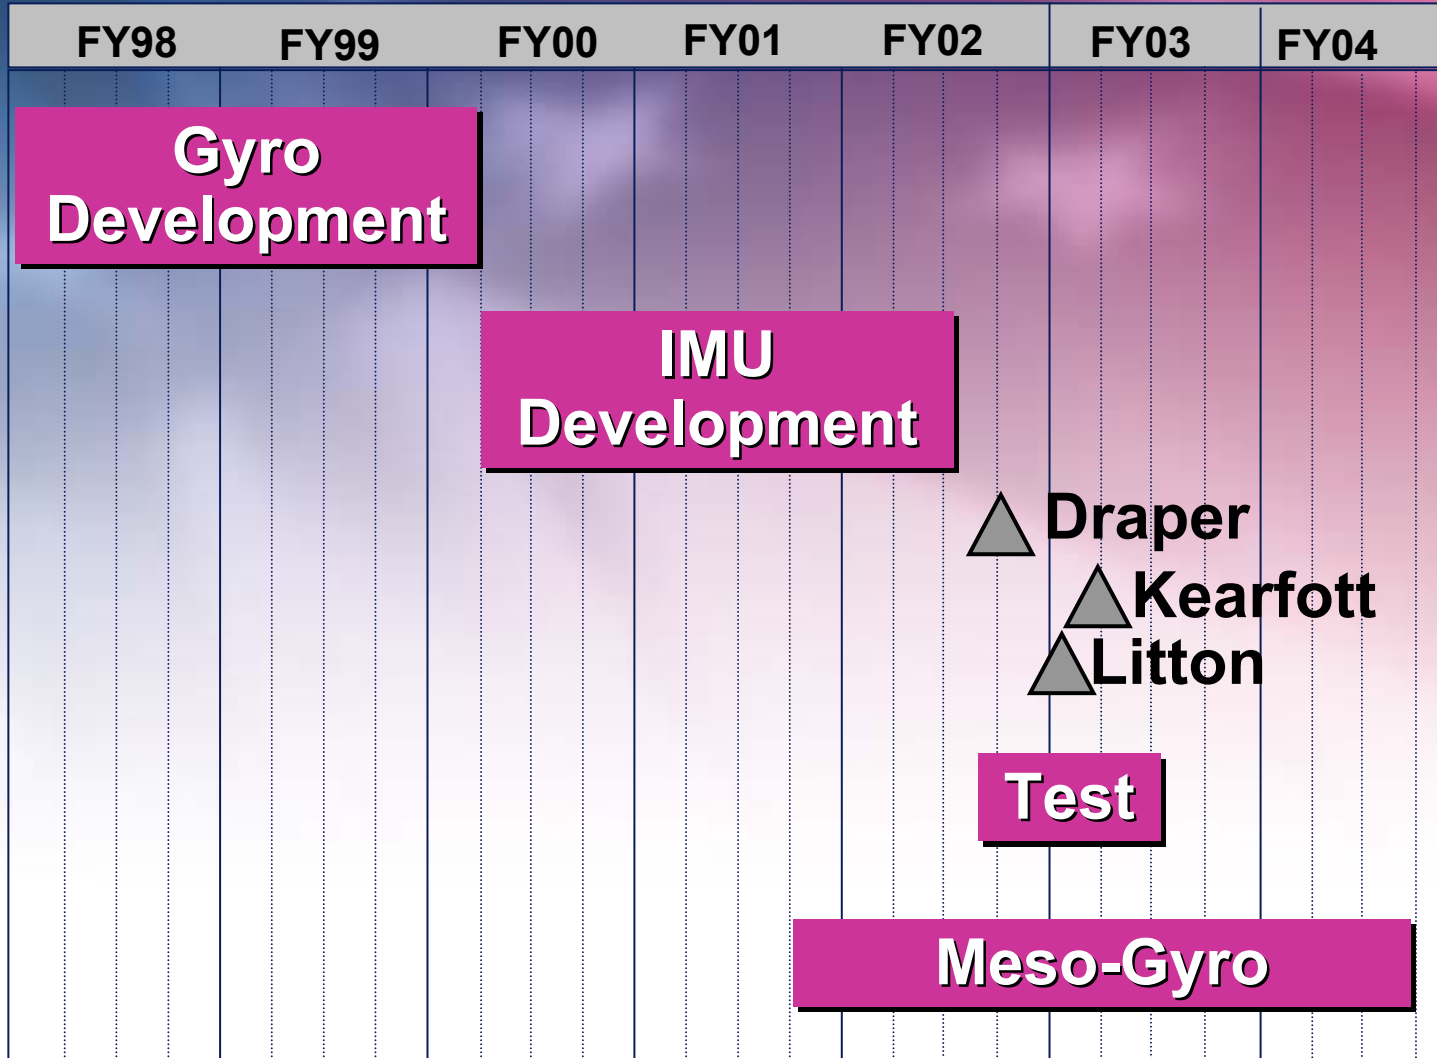 FY98 FY99 FY00 FY01 FY02 FY03 FY04
Gyro
Development
IMU
Development
Draper
Kearfott
Litton
Test
Meso-Gyro